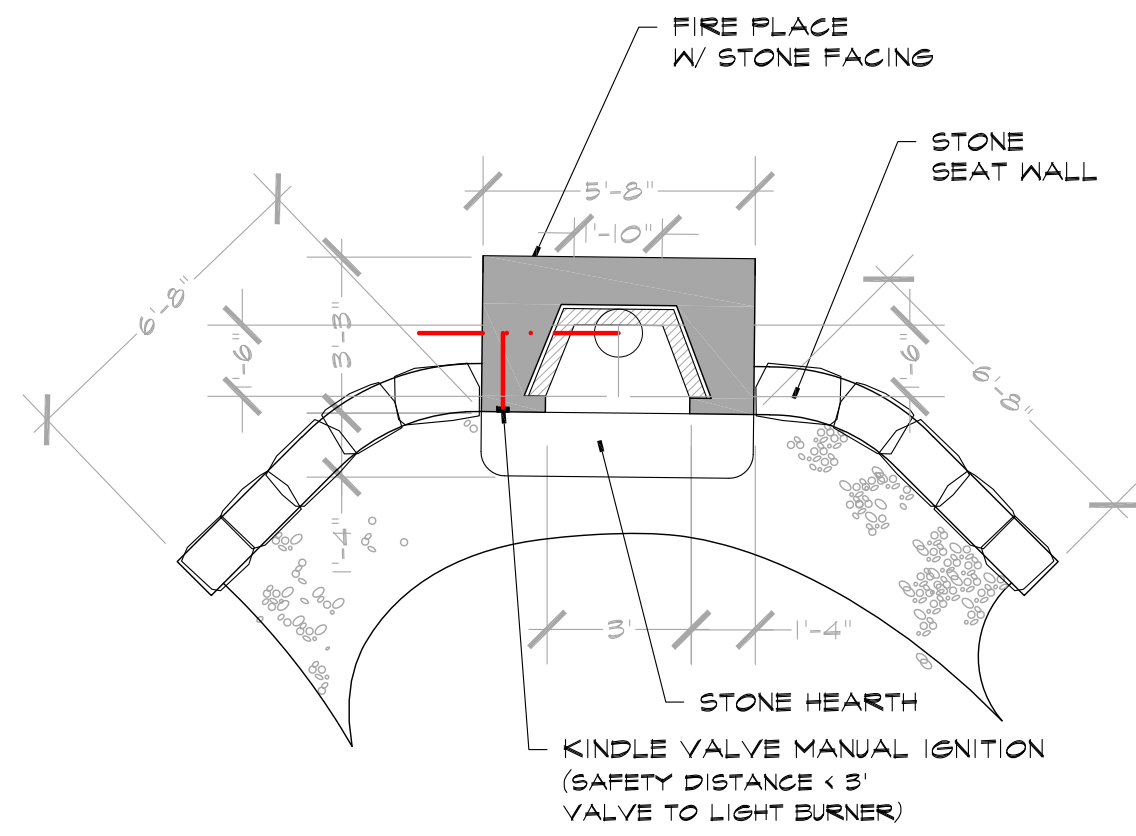 FIRE PLACE
W/ STONE FACING
STONE
SEAT WALL
5'-8"
1'-10"
6'-8"
3'-3"
1'-6"
1'-6"
6'-8"
1'-4"
3'
1'-4"
STONE HEARTH
KINDLE VALVE MANUAL IGNITION
(SAFETY DISTANCE < 3'
VALVE TO LIGHT BURNER)